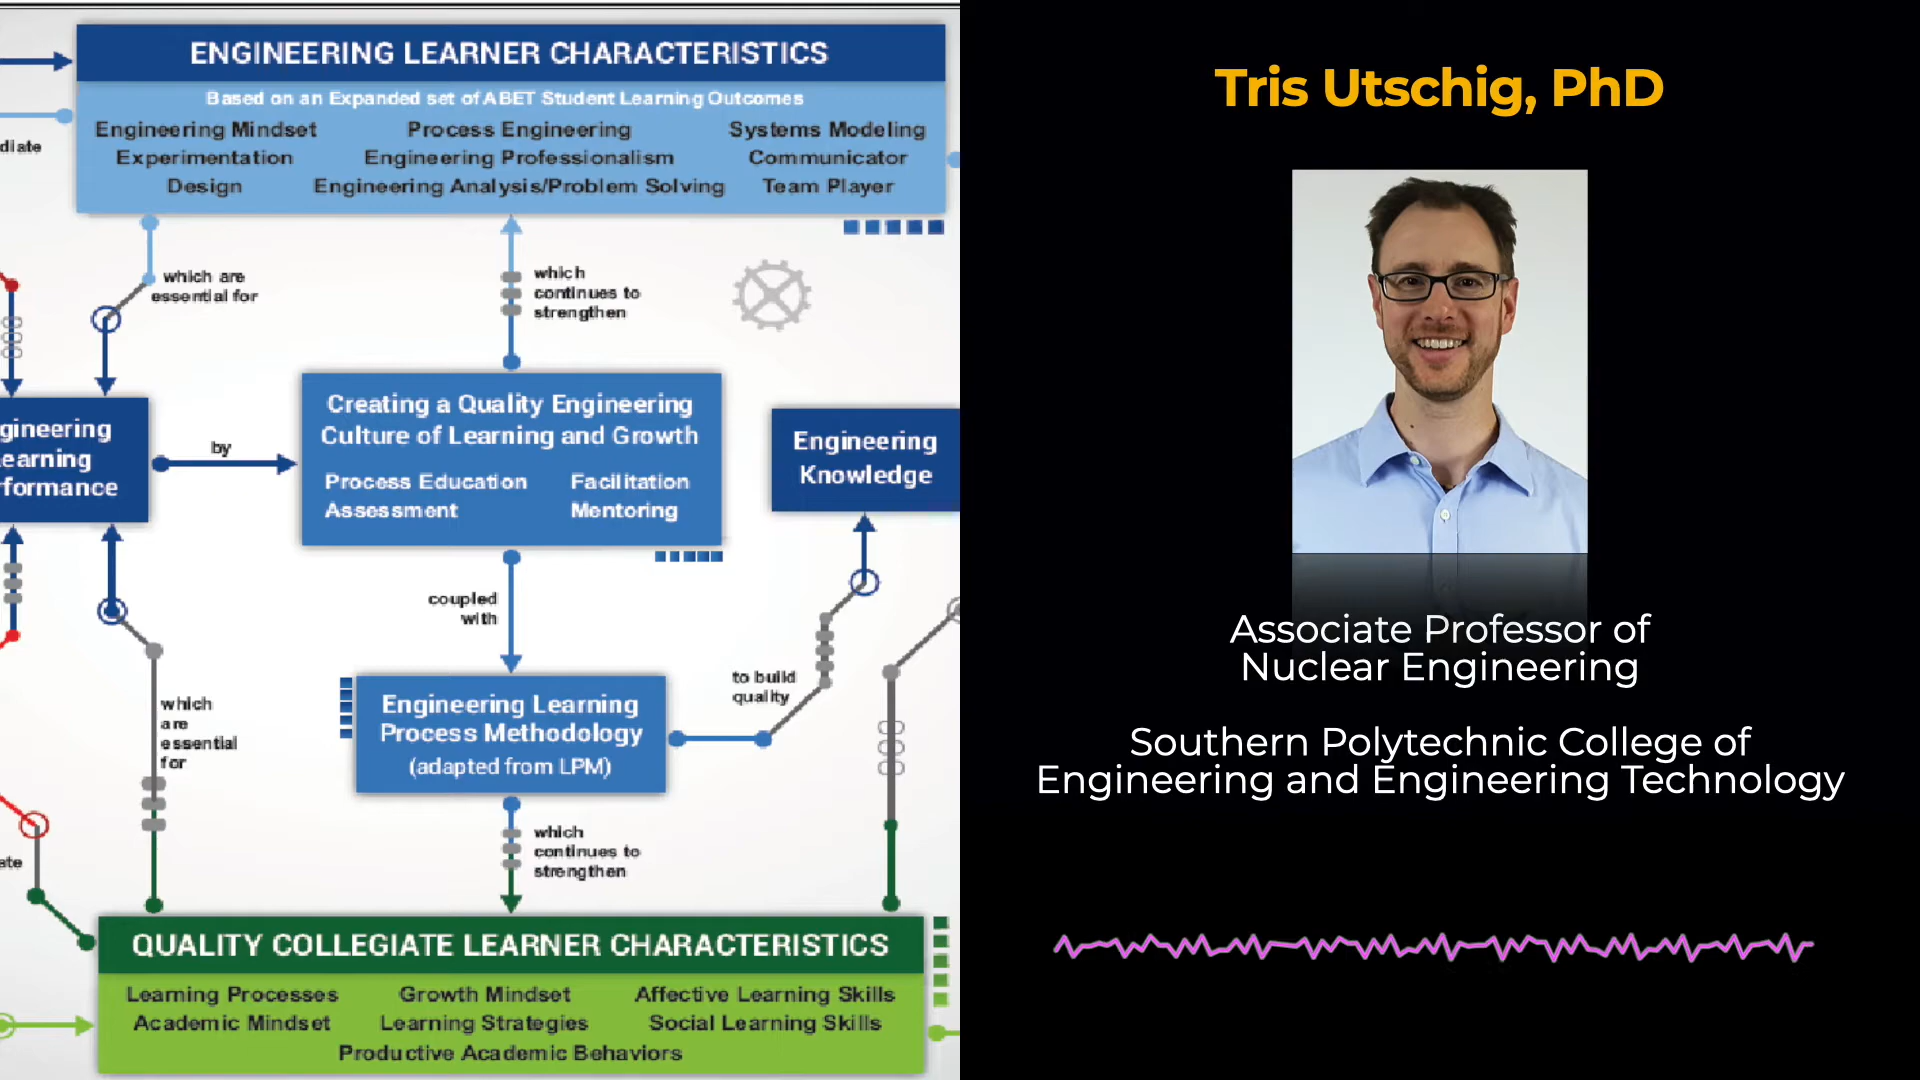 ENGINEERING LEARNER CHARACTERISTICS
Based on an Expanded set of ABET Student Learning Outcomes
Engineering Mindset
Process Engineering
Systems Modeling
Experimentation
Engineering Professionalism
Communicator
Design
Engineering Analysis/Problem Solving
Team Player
diate
which are
essential for
which
continues to
strengthen
gineering
earning
formance
by
Creating a Quality Engineering
Culture of Learning and Growth
Process Education
Facilitation
Assessment
Mentoring
Engineering
Knowledge
coupled
with
to build
quality
Engineering Learning
Process Methodology
(adapted from LPM)
which
are
essential
for
which
continues to
strengthen
ate
QUALITY COLLEGIATE LEARNER CHARACTERISTICS
Learning Processes
Growth Mindset
Affective Learning Skills
Academic Mindset
Learning Strategies
Social Learning Skills
Productive Academic Behaviors
Tris Utschig, PhD
Associate Professor of
Nuclear Engineering
Southern Polytechnic College of
Engineering and Engineering Technology